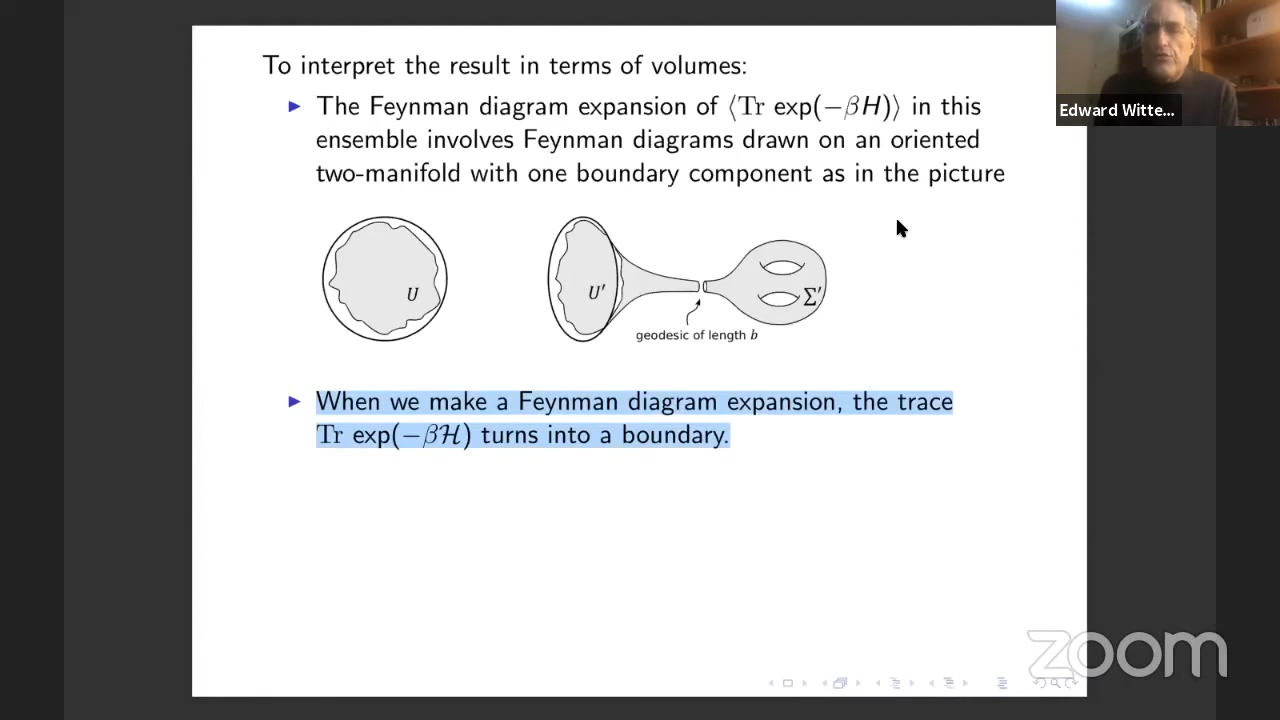 To interpret the result in terms of volumes:
▶ The Feynman diagram expansion of ⟨Tr exp(−βH)⟩ in this
ensemble involves Feynman diagrams drawn on an oriented
two-manifold with one boundary component as in the picture
U
U′
Σ′
geodesic of length b
▶ When we make a Feynman diagram expansion, the trace
Tr exp(−βℋ) turns into a boundary.
Edward Witte...
zoom